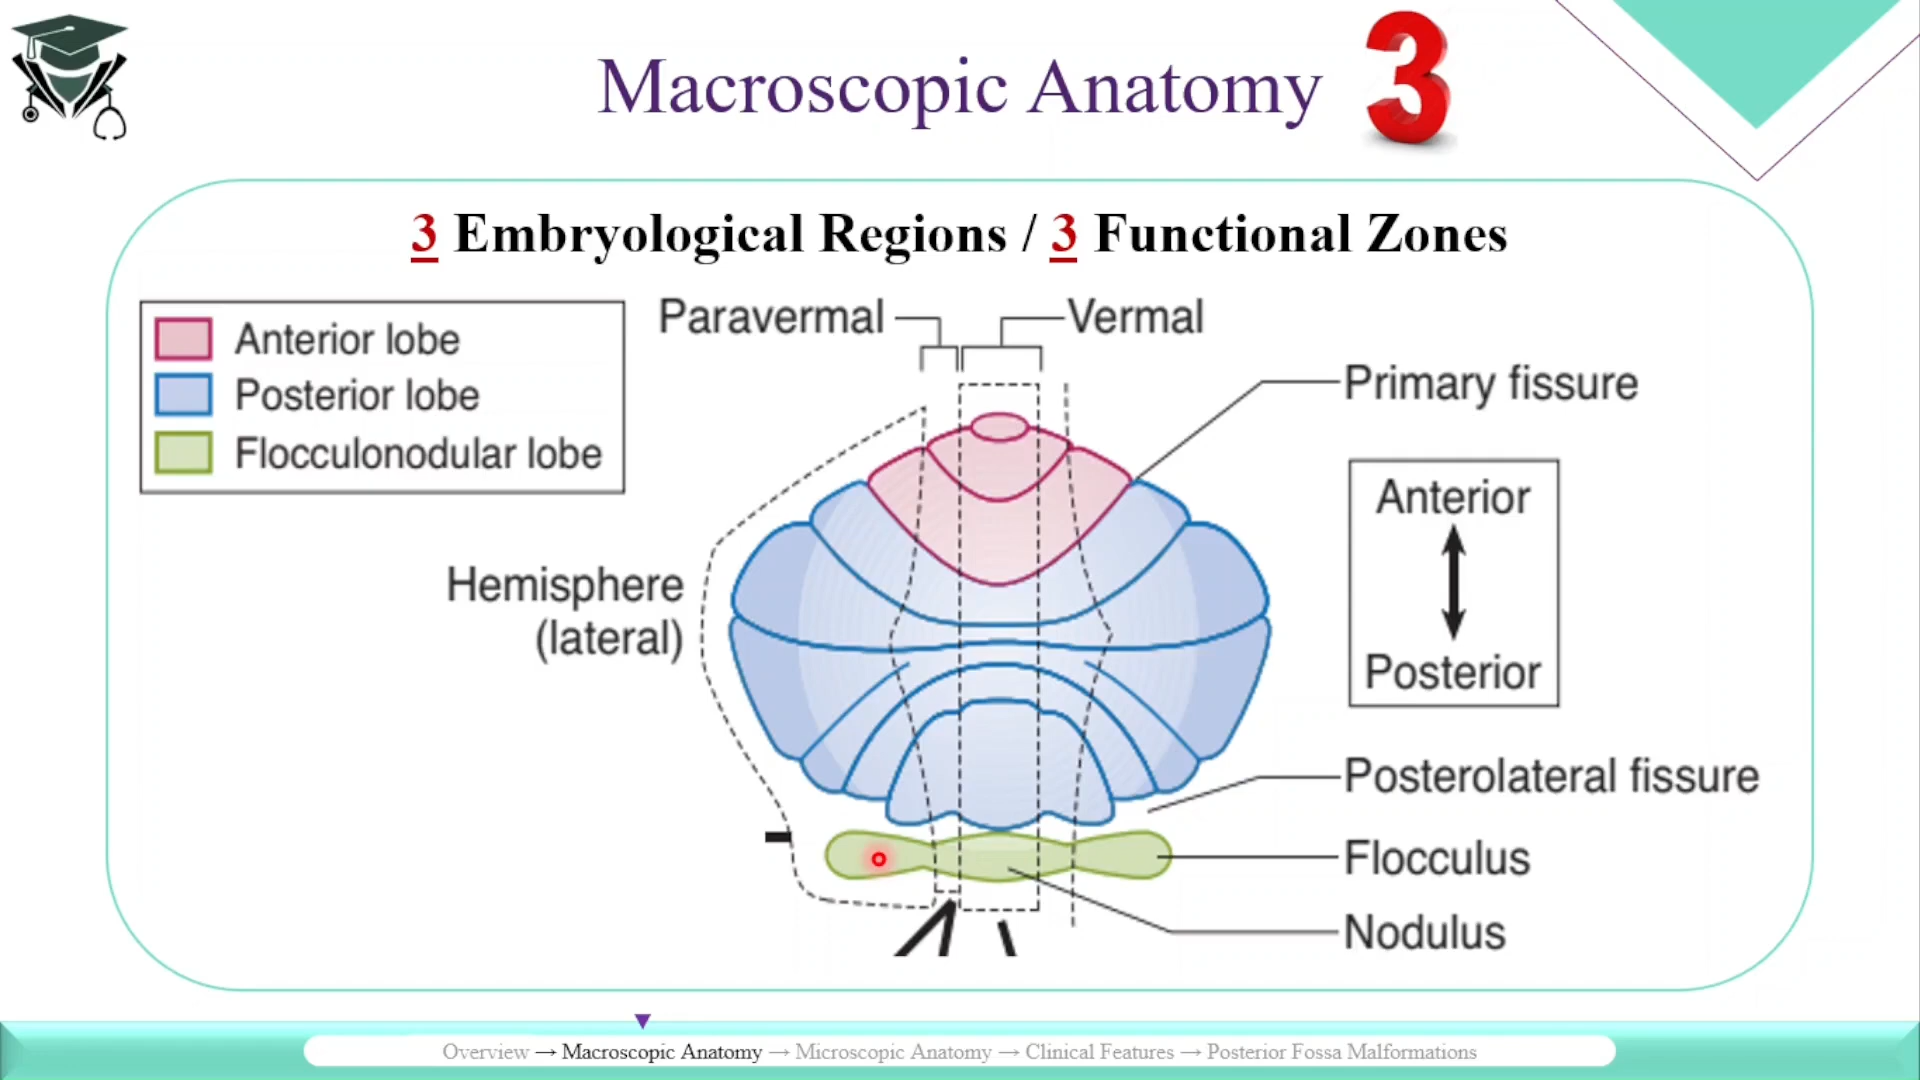 Macroscopic Anatomy 3
3 Embryological Regions / 3 Functional Zones
Anterior lobe
Posterior lobe
Flocculonodular lobe
Paravermal
Vermal
Primary fissure
Hemisphere
(lateral)
Anterior
Posterior
Posterolateral fissure
Flocculus
Nodulus
Overview → Macroscopic Anatomy → Microscopic Anatomy → Clinical Features → Posterior Fossa Malformations